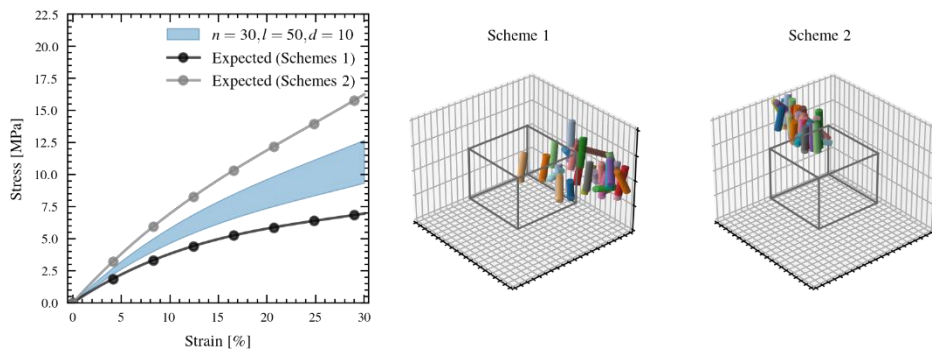 22.5
20.0
17.5
15.0
12.5
10.0
7.5
5.0
2.5
0.0
Stress [MPa]
n = 30, l = 50, d = 10
Expected (Schemes 1)
Expected (Schemes 2)
0
5
10
15
20
25
30
Strain [%]
Scheme 1
Scheme 2